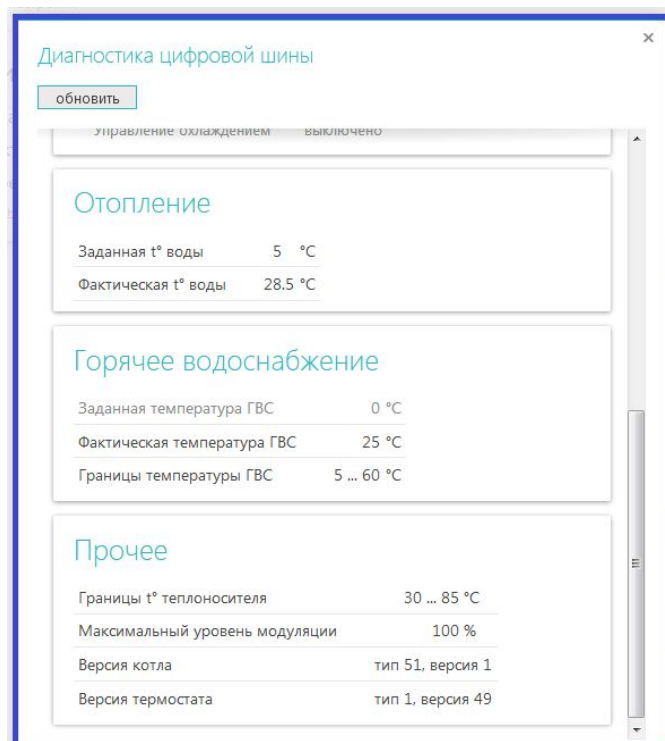 Диагностика цифровой шины
×
обновить
Управление охлаждением выключено
Отопление
Заданная t° воды 5 °C
Фактическая t° воды 28.5 °C
Горячее водоснабжение
Заданная температура ГВС 0 °C
Фактическая температура ГВС 25 °C
Границы температуры ГВС 5 ... 60 °C
Прочее
Границы t° теплоносителя 30 ... 85 °C
Максимальный уровень модуляции 100 %
Версия котла тип 51, версия 1
Версия термостата тип 1, версия 49